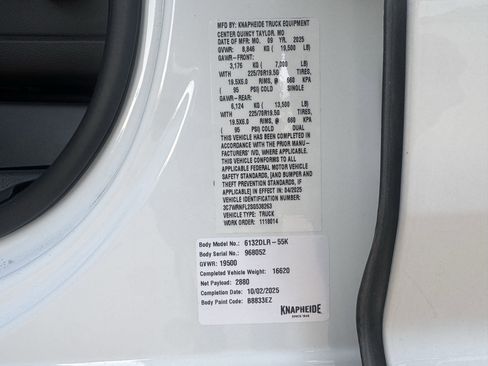 MFG BY: KNAPHEIDE TRUCK EQUIPMENT
CENTER QUINCY TAYLOR, MO
DATE OF MFR: MO. 09 YR. 2025
GVWR: 8,846 KG ( 19,500 LB)
GAWR-FRONT:
3,176 KG ( 7,000 LB)
WITH 225/70R19.5G TIRES,
19.5X6.0 RIMS, @ 660 KPA
( 95 PSI) COLD SINGLE
GAWR-REAR:
6,124 KG ( 13,500 LB)
WITH 225/70R19.5G TIRES,
19.5X6.0 RIMS, @ 660 KPA
( 95 PSI) COLD DUAL
THIS VEHICLE HAS BEEN COMPLETED IN
ACCORDANCE WITH THE PRIOR MANU-
FACTURERS' IVD, WHERE APPLICABLE.
THIS VEHICLE CONFORMS TO ALL
APPLICABLE FEDERAL MOTOR VEHICLE
SAFETY STANDARDS, [AND BUMPER AND
THEFT PREVENTION STANDARDS, IF
APPLICABLE] IN EFFECT IN 04/2025
VEHICLE IDENTIFICATION NUMBER:
3C7WRNFL2SG538263
VEHICLE TYPE: TRUCK
WORK ORDER: 1118014
Body Model No.: 6132DLR-55K
Body Serial No.: 968052
GVWR: 19500
Completed Vehicle Weight: 16620
Net Payload: 2880
Completion Date: 10/02/2025
Body Paint Code: B8833EZ
KNAPHEIDE
SINCE 1848